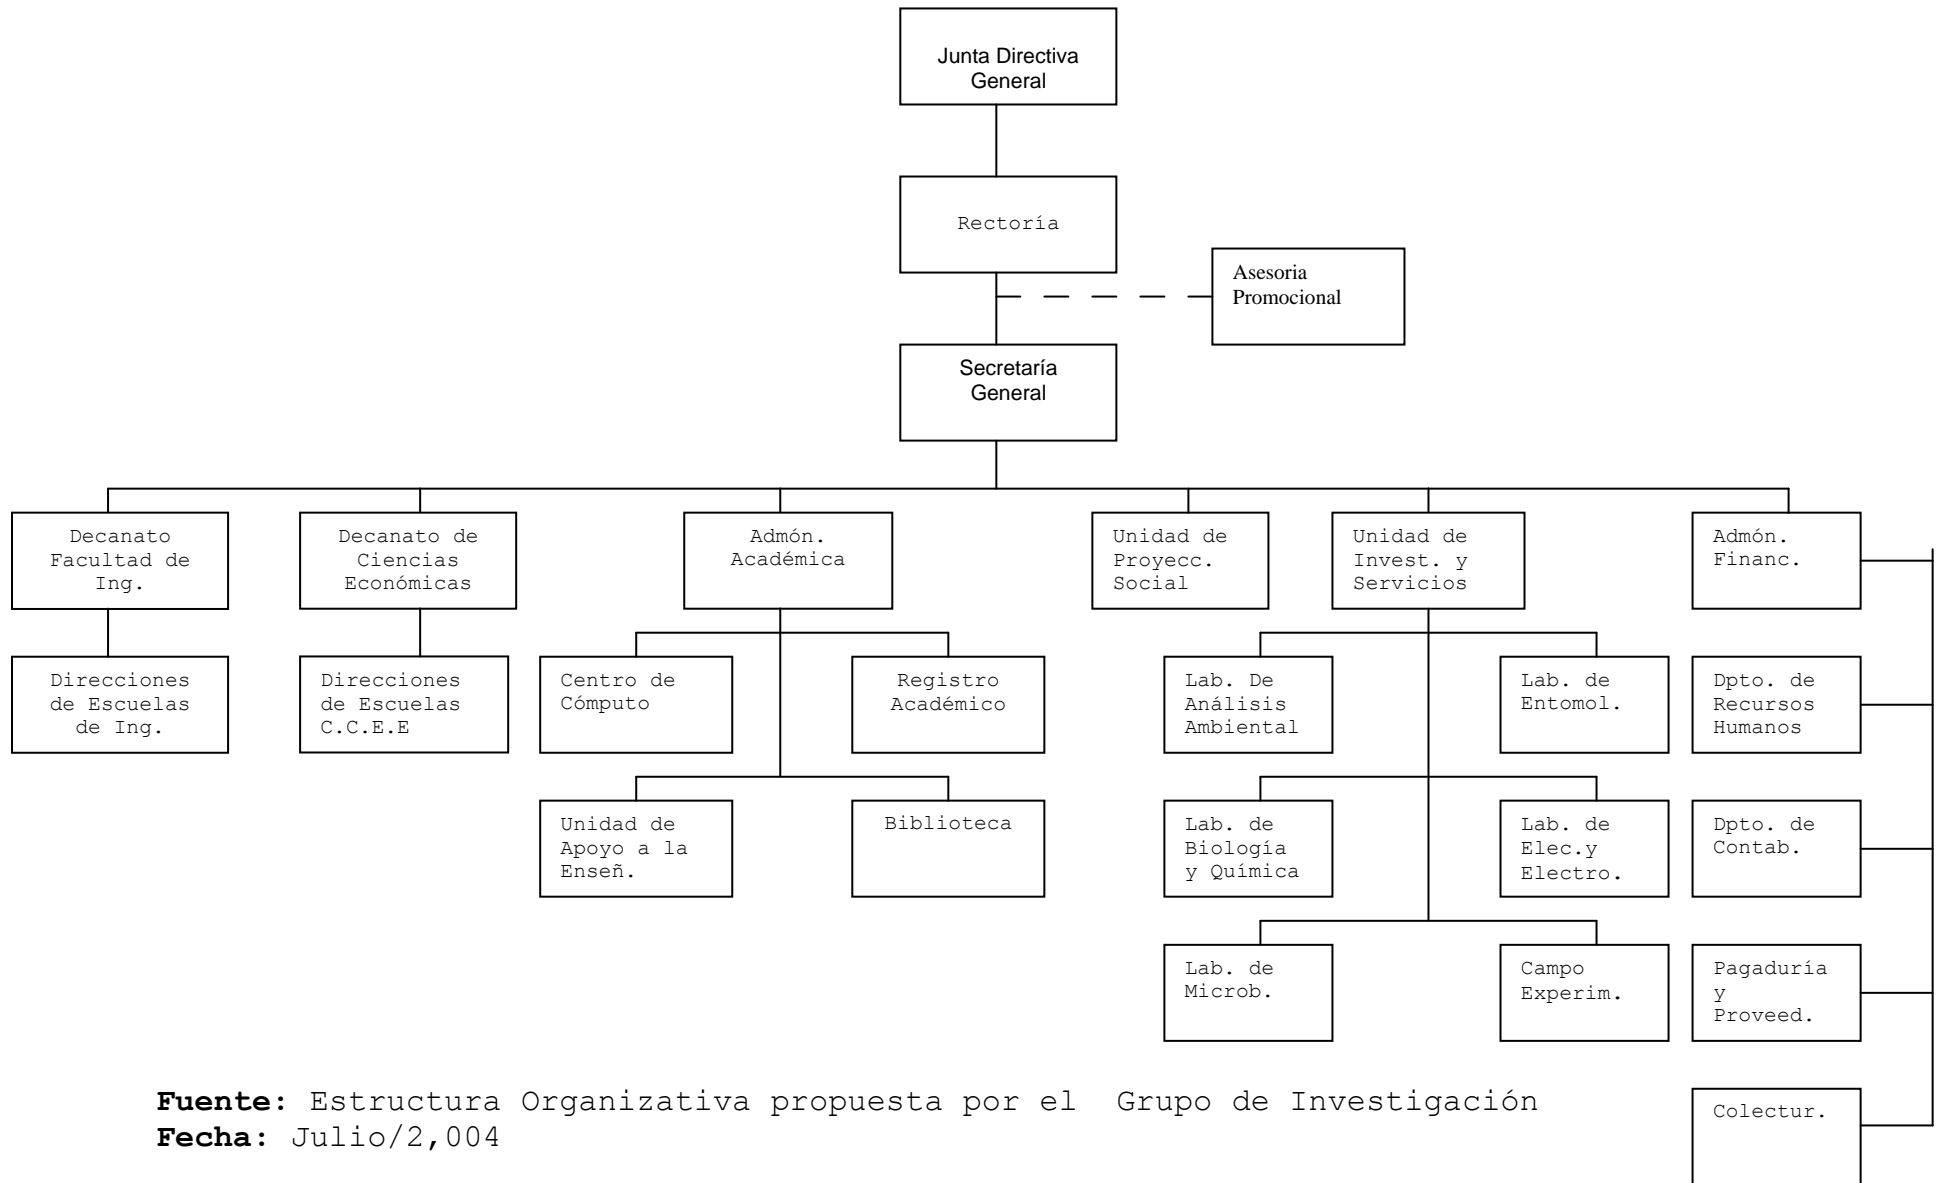 Junta Directiva
General
Rectoría
Asesoria
Promocional
Secretaría
General
Decanato
Facultad de
Ing.
Decanato de
Ciencias
Económicas
Admón.
Académica
Unidad de
Proyecc.
Social
Unidad de
Invest. y
Servicios
Admón.
Financ.
Direcciones
de Escuelas
de Ing.
Direcciones
de Escuelas
C.C.E.E
Centro de
Cómputo
Registro
Académico
Lab. De
Análisis
Ambiental
Lab. de
Entomol.
Dpto. de
Recursos
Humanos
Unidad de
Apoyo a la
Enseñ.
Biblioteca
Lab. de
Biología
y Química
Lab. de
Elec.y
Electro.
Dpto. de
Contab.
Lab. de
Microb.
Campo
Experim.
Pagaduría
y
Proveed.
Colectur.
Fuente: Estructura Organizativa propuesta por el  Grupo de Investigación
Fecha: Julio/2,004